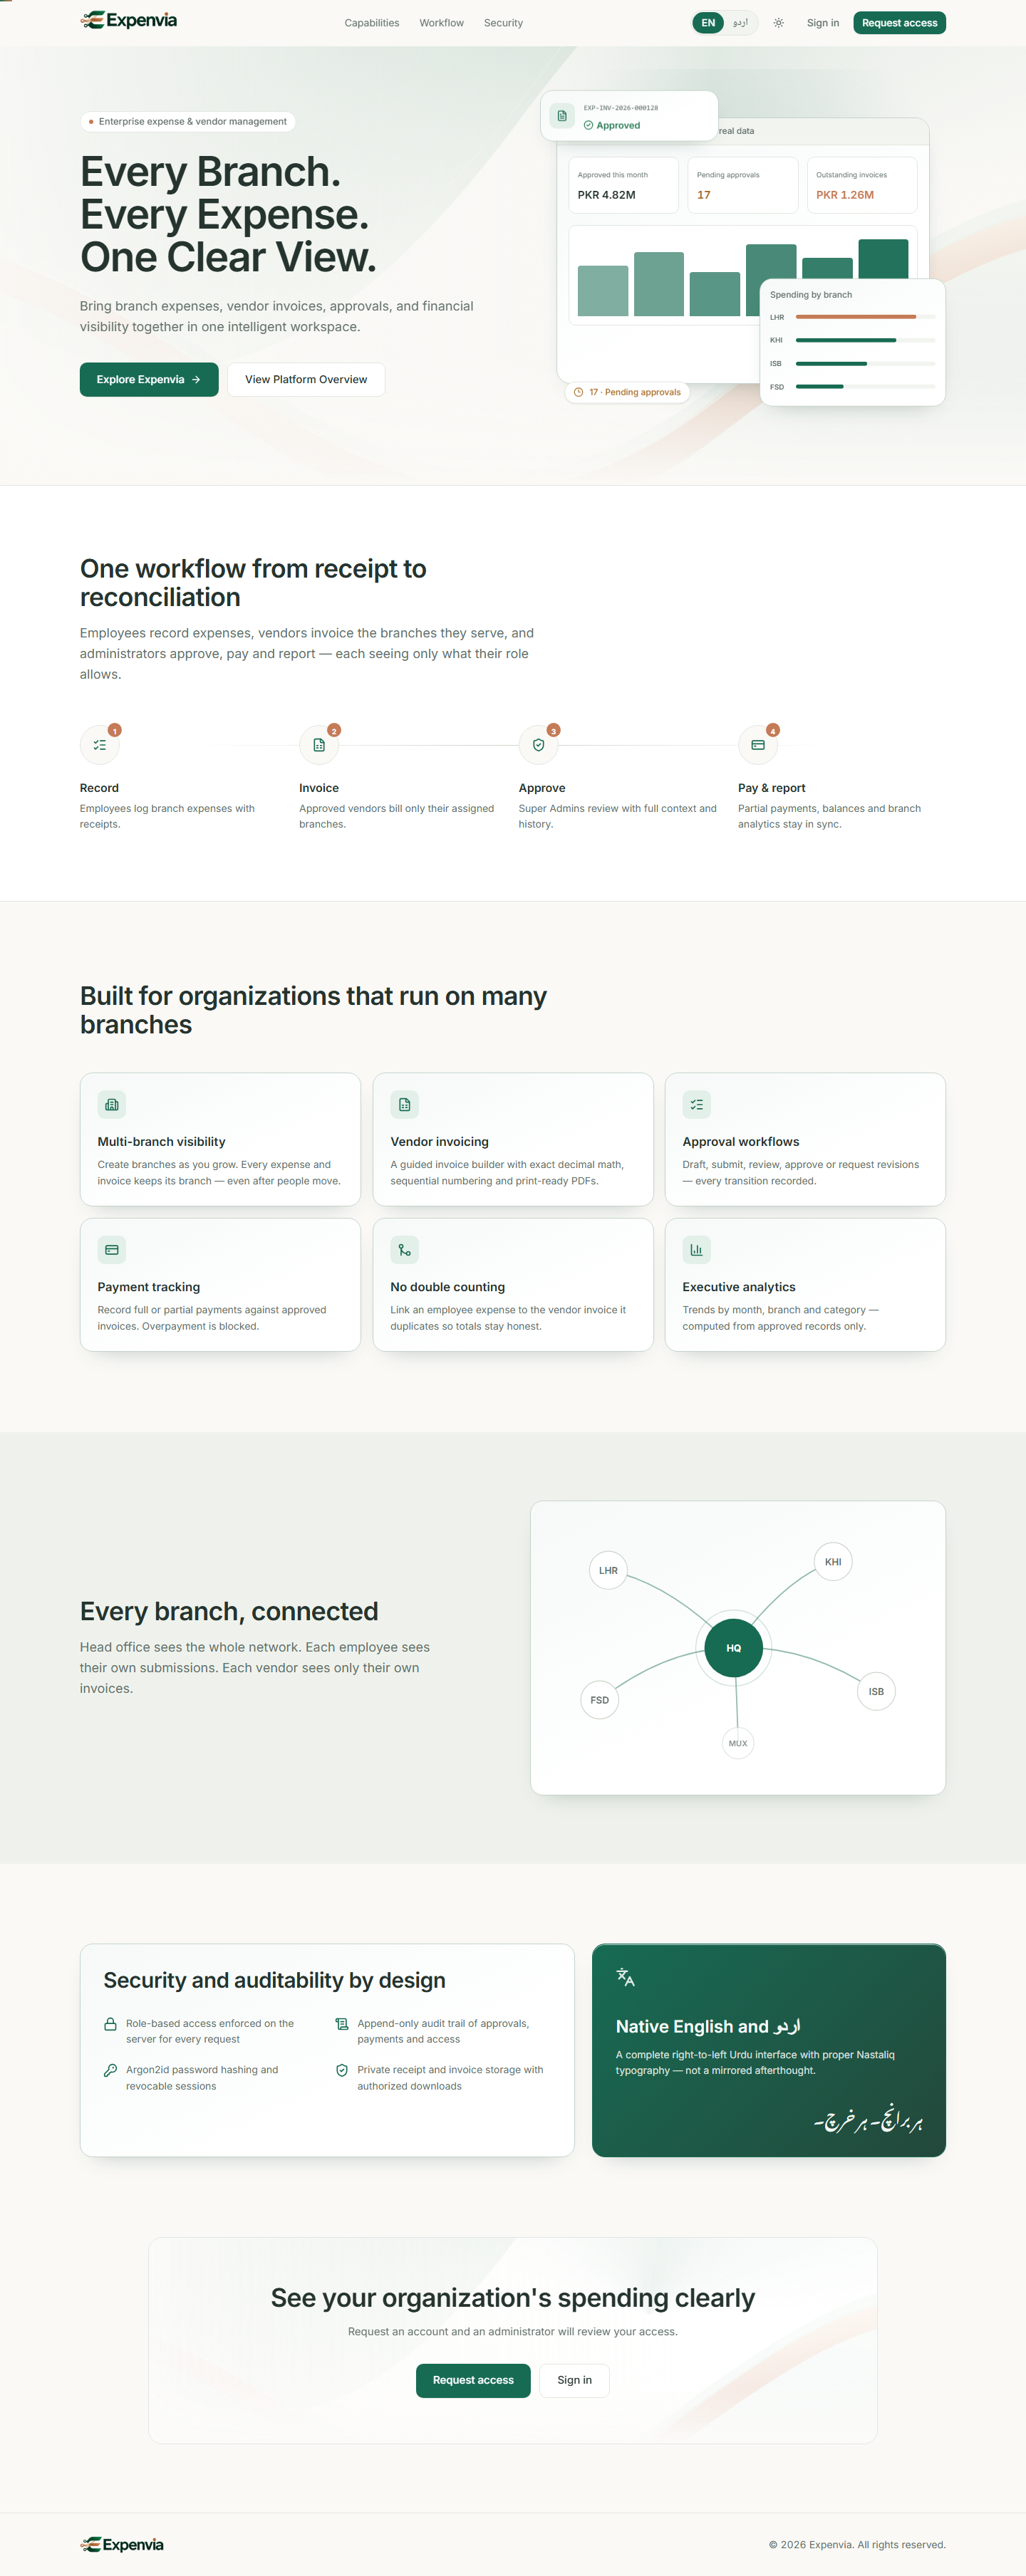 Expenvia
Capabilities
Workflow
Security
EN
اردو
Sign in
Request access
Enterprise expense & vendor management
Every Branch.
Every Expense.
One Clear View.
Bring branch expenses, vendor invoices, approvals, and financial
visibility together in one intelligent workspace.
Explore Expenvia
View Platform Overview
EXP-INV-2026-000128
Approved
real data
Approved this month
PKR 4.82M
Pending approvals
17
Outstanding invoices
PKR 1.26M
Spending by branch
LHR
KHI
ISB
FSD
17 · Pending approvals
One workflow from receipt to
reconciliation
Employees record expenses, vendors invoice the branches they serve, and
administrators approve, pay and report — each seeing only what their role
allows.
1
Record
Employees log branch expenses with
receipts.
2
Invoice
Approved vendors bill only their assigned
branches.
3
Approve
Super Admins review with full context and
history.
4
Pay & report
Partial payments, balances and branch
analytics stay in sync.
Built for organizations that run on many
branches
Multi-branch visibility
Create branches as you grow. Every expense and
invoice keeps its branch — even after people move.
Vendor invoicing
A guided invoice builder with exact decimal math,
sequential numbering and print-ready PDFs.
Approval workflows
Draft, submit, review, approve or request revisions
— every transition recorded.
Payment tracking
Record full or partial payments against approved
invoices. Overpayment is blocked.
No double counting
Link an employee expense to the vendor invoice it
duplicates so totals stay honest.
Executive analytics
Trends by month, branch and category —
computed from approved records only.
Every branch, connected
Head office sees the whole network. Each employee sees
their own submissions. Each vendor sees only their own
invoices.
LHR
KHI
HQ
FSD
ISB
MUX
Security and auditability by design
Role-based access enforced on the
server for every request
Append-only audit trail of approvals,
payments and access
Argon2id password hashing and
revocable sessions
Private receipt and invoice storage with
authorized downloads
Native English and اردو
A complete right-to-left Urdu interface with proper Nastaliq
typography — not a mirrored afterthought.
ہر برانچ۔ ہر خرچ۔
See your organization's spending clearly
Request an account and an administrator will review your access.
Request access
Sign in
Expenvia
© 2026 Expenvia. All rights reserved.